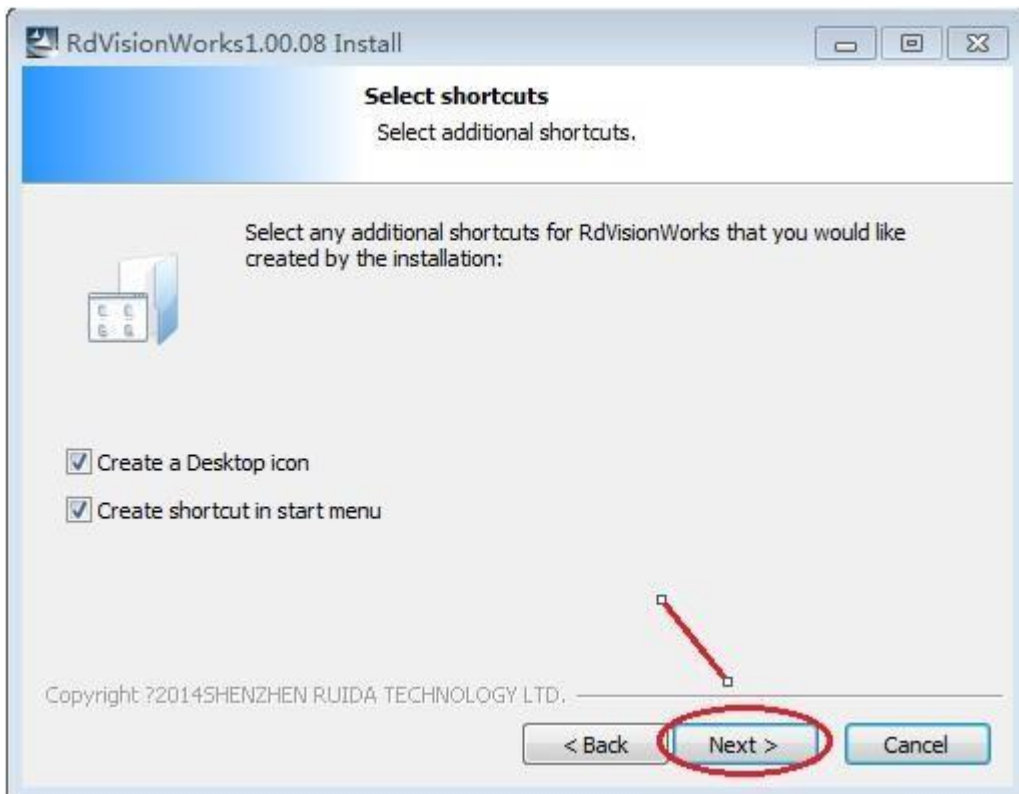 RdVisionWorks1.00.08 Install
Select shortcuts
Select additional shortcuts.
Select any additional shortcuts for RdVisionWorks that you would like
created by the installation:
Create a Desktop icon
Create shortcut in start menu
Copyright ?2014SHENZHEN RUIDA TECHNOLOGY LTD.
< Back
Next >
Cancel